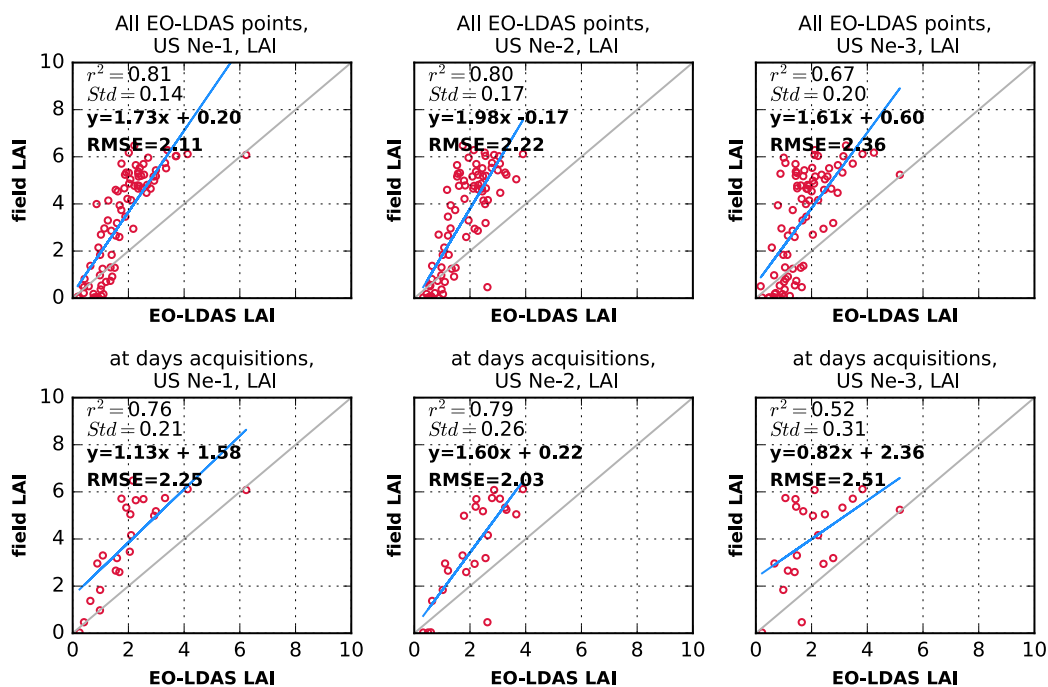 All EO-LDAS points,
US Ne-1, LAI
All EO-LDAS points,
US Ne-2, LAI
All EO-LDAS points,
US Ne-3, LAI
10
8
6
4
2
0
field LAI
r² = 0.81
Std = 0.14
y=1.73x + 0.20
RMSE=2.11
EO-LDAS LAI
field LAI
r² = 0.80
Std = 0.17
y=1.98x -0.17
RMSE=2.22
EO-LDAS LAI
field LAI
r² = 0.67
Std = 0.20
y=1.61x + 0.60
RMSE=2.36
EO-LDAS LAI
at days acquisitions,
US Ne-1, LAI
at days acquisitions,
US Ne-2, LAI
at days acquisitions,
US Ne-3, LAI
10
8
6
4
2
0
field LAI
r² = 0.76
Std = 0.21
y=1.13x + 1.58
RMSE=2.25
0 2 4 6 8 10
EO-LDAS LAI
field LAI
r² = 0.79
Std = 0.26
y=1.60x + 0.22
RMSE=2.03
0 2 4 6 8 10
EO-LDAS LAI
field LAI
r² = 0.52
Std = 0.31
y=0.82x + 2.36
RMSE=2.51
0 2 4 6 8 10
EO-LDAS LAI